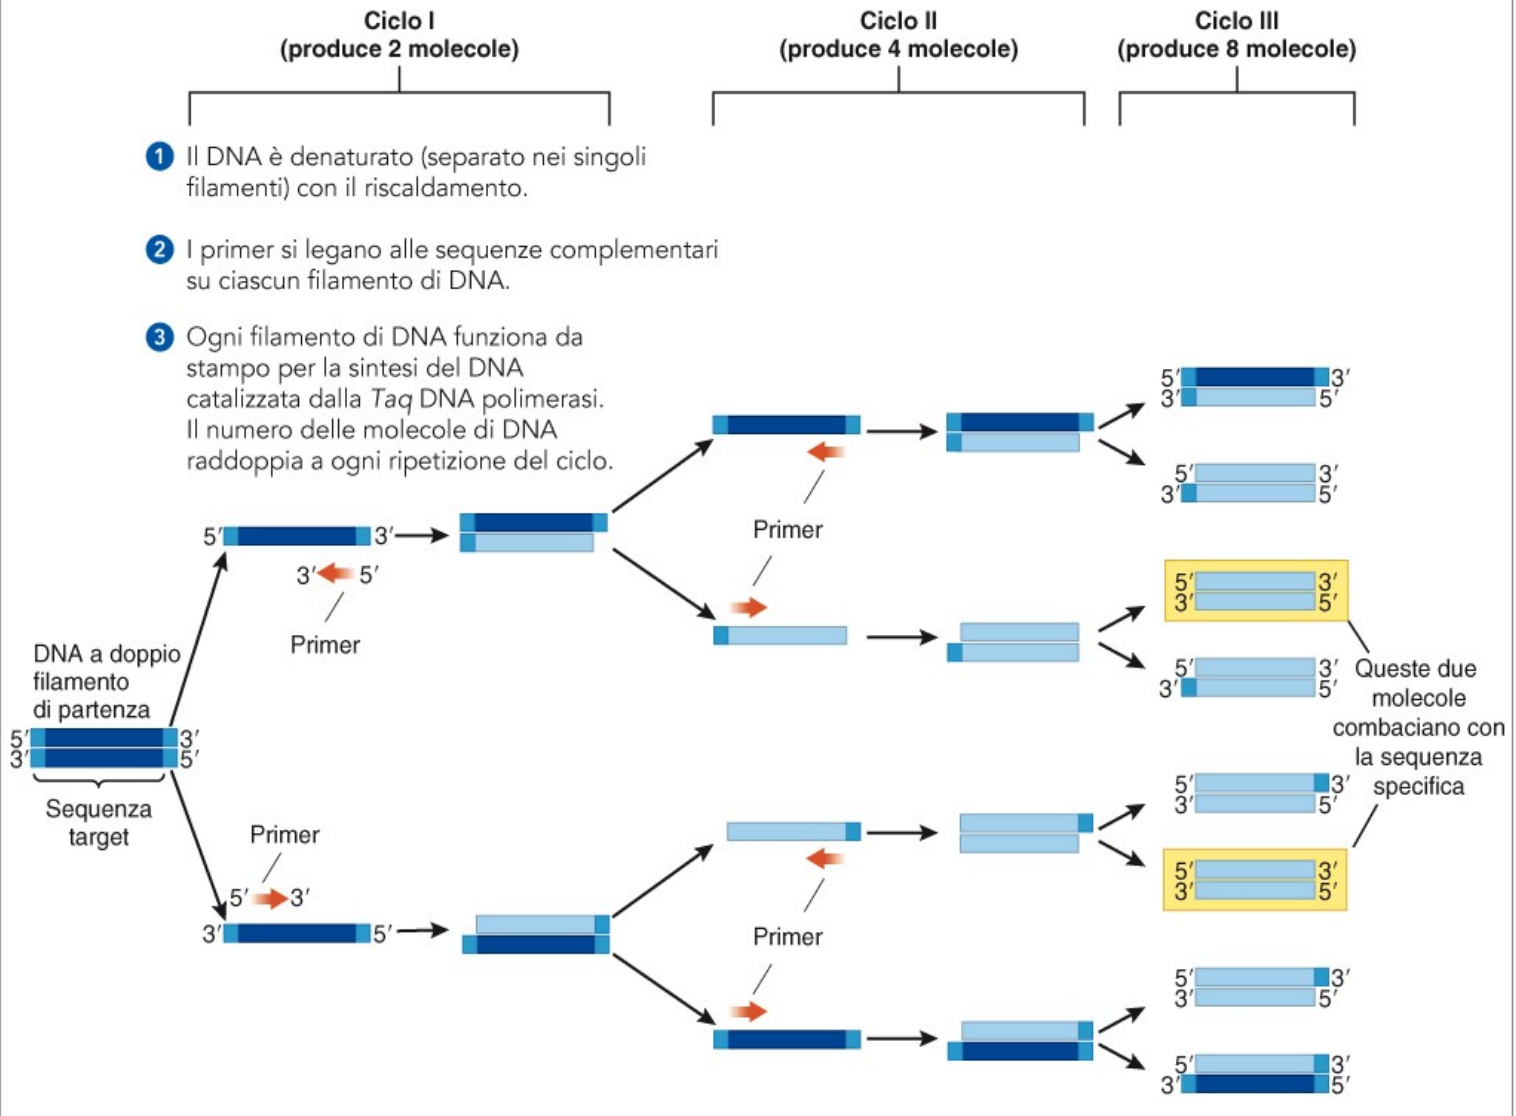 Ciclo I
(produce 2 molecole)
Ciclo II
(produce 4 molecole)
Ciclo III
(produce 8 molecole)
1 Il DNA è denaturato (separato nei singoli
filamenti) con il riscaldamento.
2 I primer si legano alle sequenze complementari
su ciascun filamento di DNA.
3 Ogni filamento di DNA funziona da
stampo per la sintesi del DNA
catalizzata dalla Taq DNA polimerasi.
Il numero delle molecole di DNA
raddoppia a ogni ripetizione del ciclo.
5′ 3′
3′ 5′
Primer
DNA a doppio
filamento
di partenza
5′ 3′
3′ 5′
Sequenza
target
Primer
5′ 3′
3′ 5′
Primer
Primer
5′ 3′
3′ 5′
5′ 3′
3′ 5′
5′ 3′
3′ 5′
5′ 3′
3′ 5′
Queste due
molecole
combaciano con
la sequenza
specifica
5′ 3′
3′ 5′
5′ 3′
3′ 5′
5′ 3′
3′ 5′
5′ 3′
3′ 5′